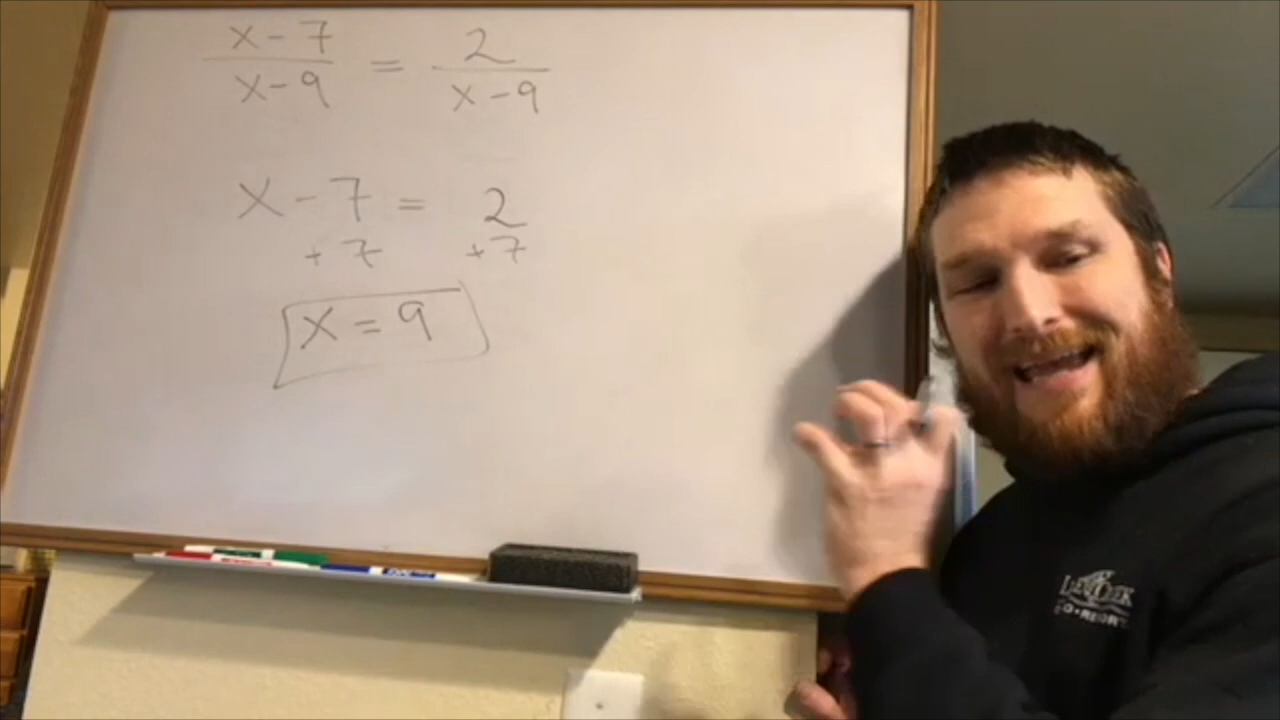 x - 7 / x - 9 = 2 / x - 9
x - 7 = 2
+ 7 + 7
x = 9